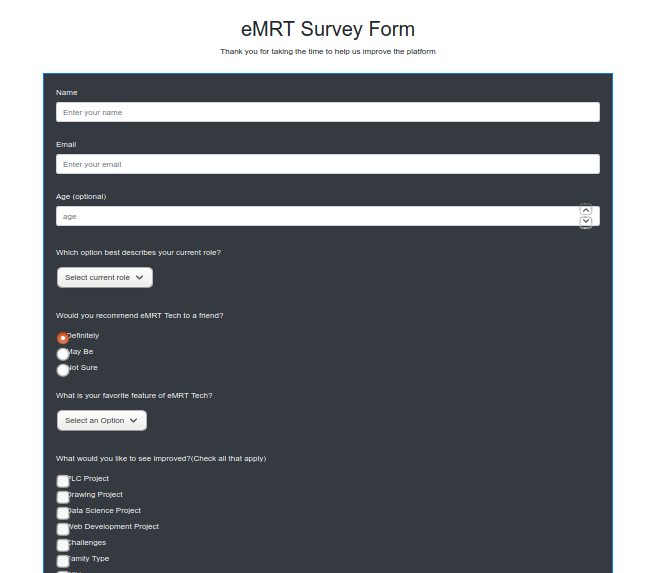 eMRT Survey Form
Thank you for taking the time to help us improve the platform
Name
Enter your name
Email
Enter your email
Age (optional)
age
Which option best describes your current role?
Select current role
Would you recommend eMRT Tech to a friend?
Definitely
May Be
Not Sure
What is your favorite feature of eMRT Tech?
Select an Option
What would you like to see improved?(Check all that apply)
PLC Project
Drawing Project
Data Science Project
Web Development Project
Challenges
Family Type